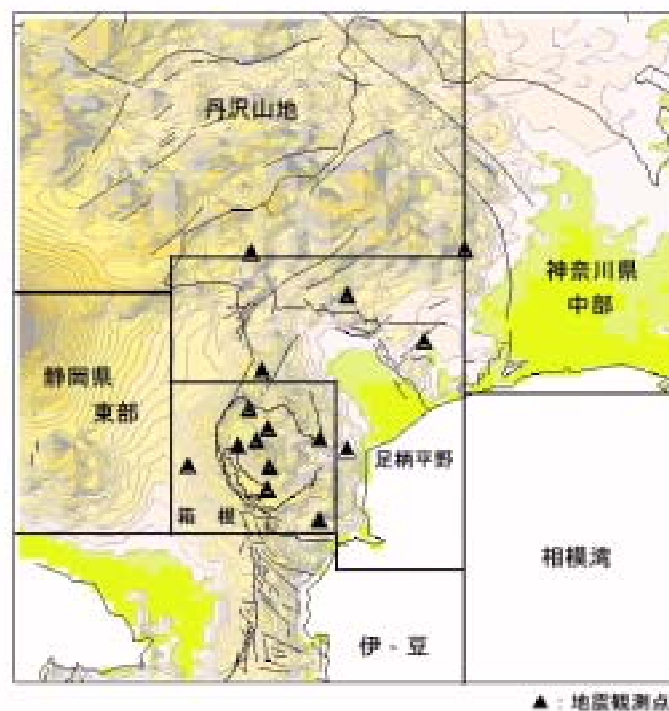 丹沢山地
神奈川県
中部
静岡県
東部
足柄平野
箱根
相模湾
伊・豆
▲：地震観測点